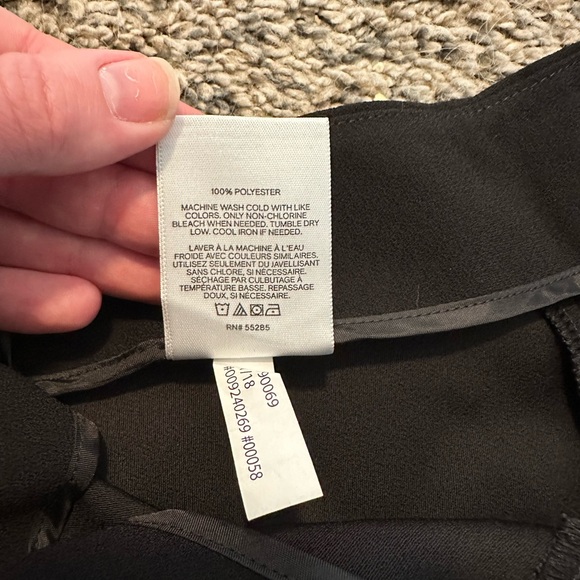 100% POLYESTER
MACHINE WASH COLD WITH LIKE
COLORS. ONLY NON-CHLORINE
BLEACH WHEN NEEDED. TUMBLE DRY
LOW. COOL IRON IF NEEDED.
LAVER À LA MACHINE À L'EAU
FROIDE AVEC COULEURS SIMILAIRES.
UTILISEZ SEULEMENT DU JAVELLISANT
SANS CHLORE, SI NÉCESSAIRE.
SÉCHAGE PAR CULBUTAGE À
TEMPÉRATURE BASSE. REPASSAGE
DOUX, SI NÉCESSAIRE.
RN# 55285
90069
/18
#009240269 #00058